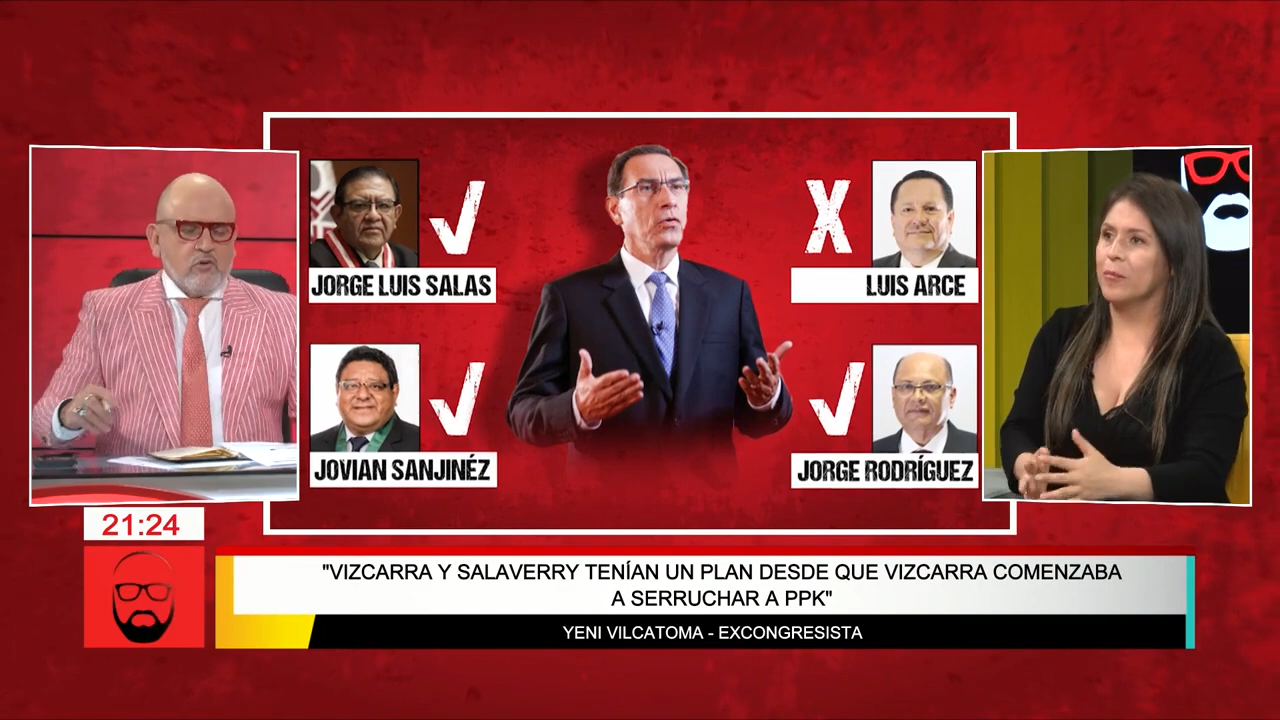 JORGE LUIS SALAS
LUIS ARCE
JOVIAN SANJINÉZ
JORGE RODRÍGUEZ
21:24
"VIZCARRA Y SALAVERRY TENÍAN UN PLAN DESDE QUE VIZCARRA COMENZABA
A SERRUCHAR A PPK"
YENI VILCATOMA - EXCONGRESISTA